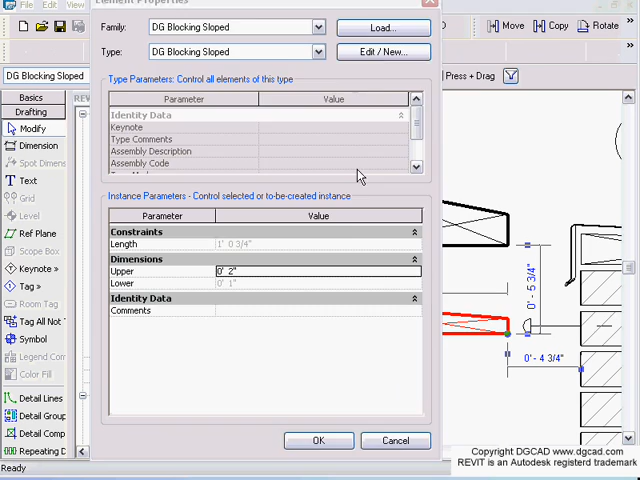 File Edit View
Element Properties
Family: DG Blocking Sloped Load...
Type: DG Blocking Sloped Edit / New...
Move Copy Rotate
DG Blocking Sloped
Press + Drag
Type Parameters: Control all elements of this type
Parameter Value
Identity Data
Keynote
Type Comments
Assembly Description
Assembly Code
Instance Parameters - Control selected or to-be-created instance
Parameter Value
Constraints
Length 1' 0 3/4"
Dimensions
Upper 0' 2"
Lower 0' 1"
Identity Data
Comments
OK Cancel
Basics
Drafting
Modify
Dimension
Spot Dimens
Text
Grid
Level
Ref Plane
Scope Box
Keynote »
Tag »
Room Tag
Tag All Not
Symbol
Legend Com
Color Fill
Detail Lines
Detail Group
Detail Comp
Repeating D
0' - 5 3/4"
0' - 4 3/4"
Ready
Copyright DGCAD www.dgcad.com
REVIT is an Autodesk registerd trademark